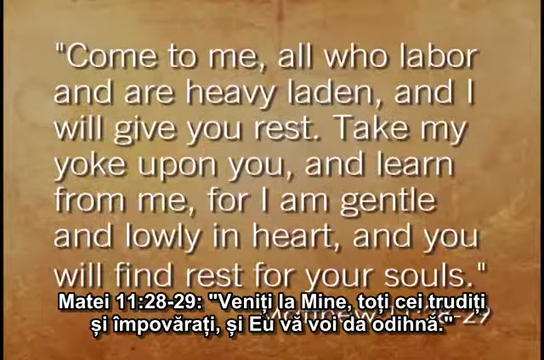 "Come to me, all who labor
and are heavy laden, and I
will give you rest. Take my
yoke upon you, and learn
from me, for I am gentle
and lowly in heart, and you
will find rest for your souls."
Matei 11:28-29: "Veniți la Mine, toți cei trudiți
și împovărați, și Eu vă voi da odihnă."